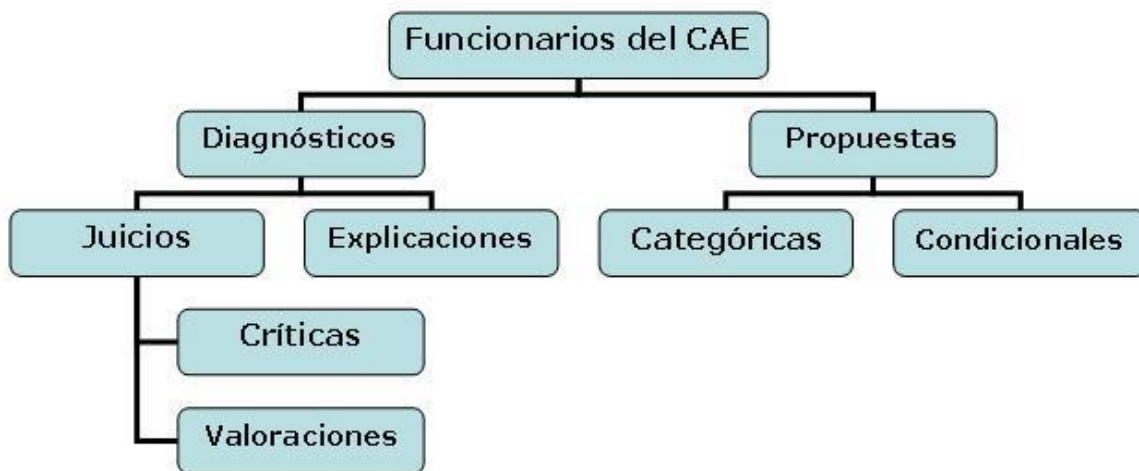 Funcionarios del CAE
Diagnósticos
Propuestas
Juicios
Explicaciones
Categóricas
Condicionales
Críticas
Valoraciones